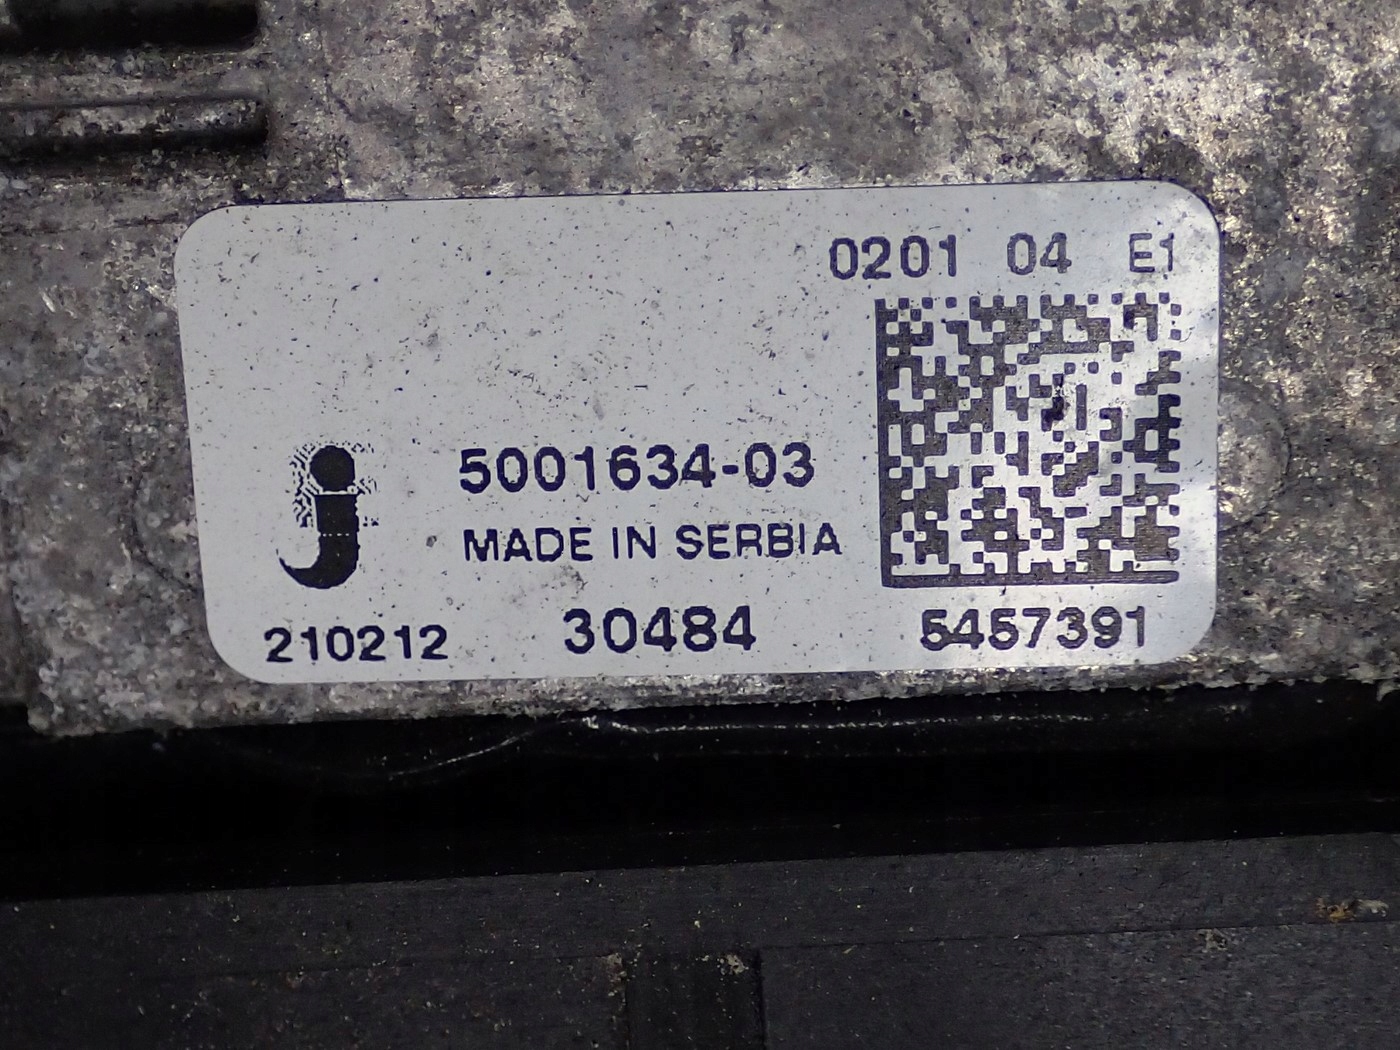 0201 04 E1
5001634-03
MADE IN SERBIA
210212 30484 5457391